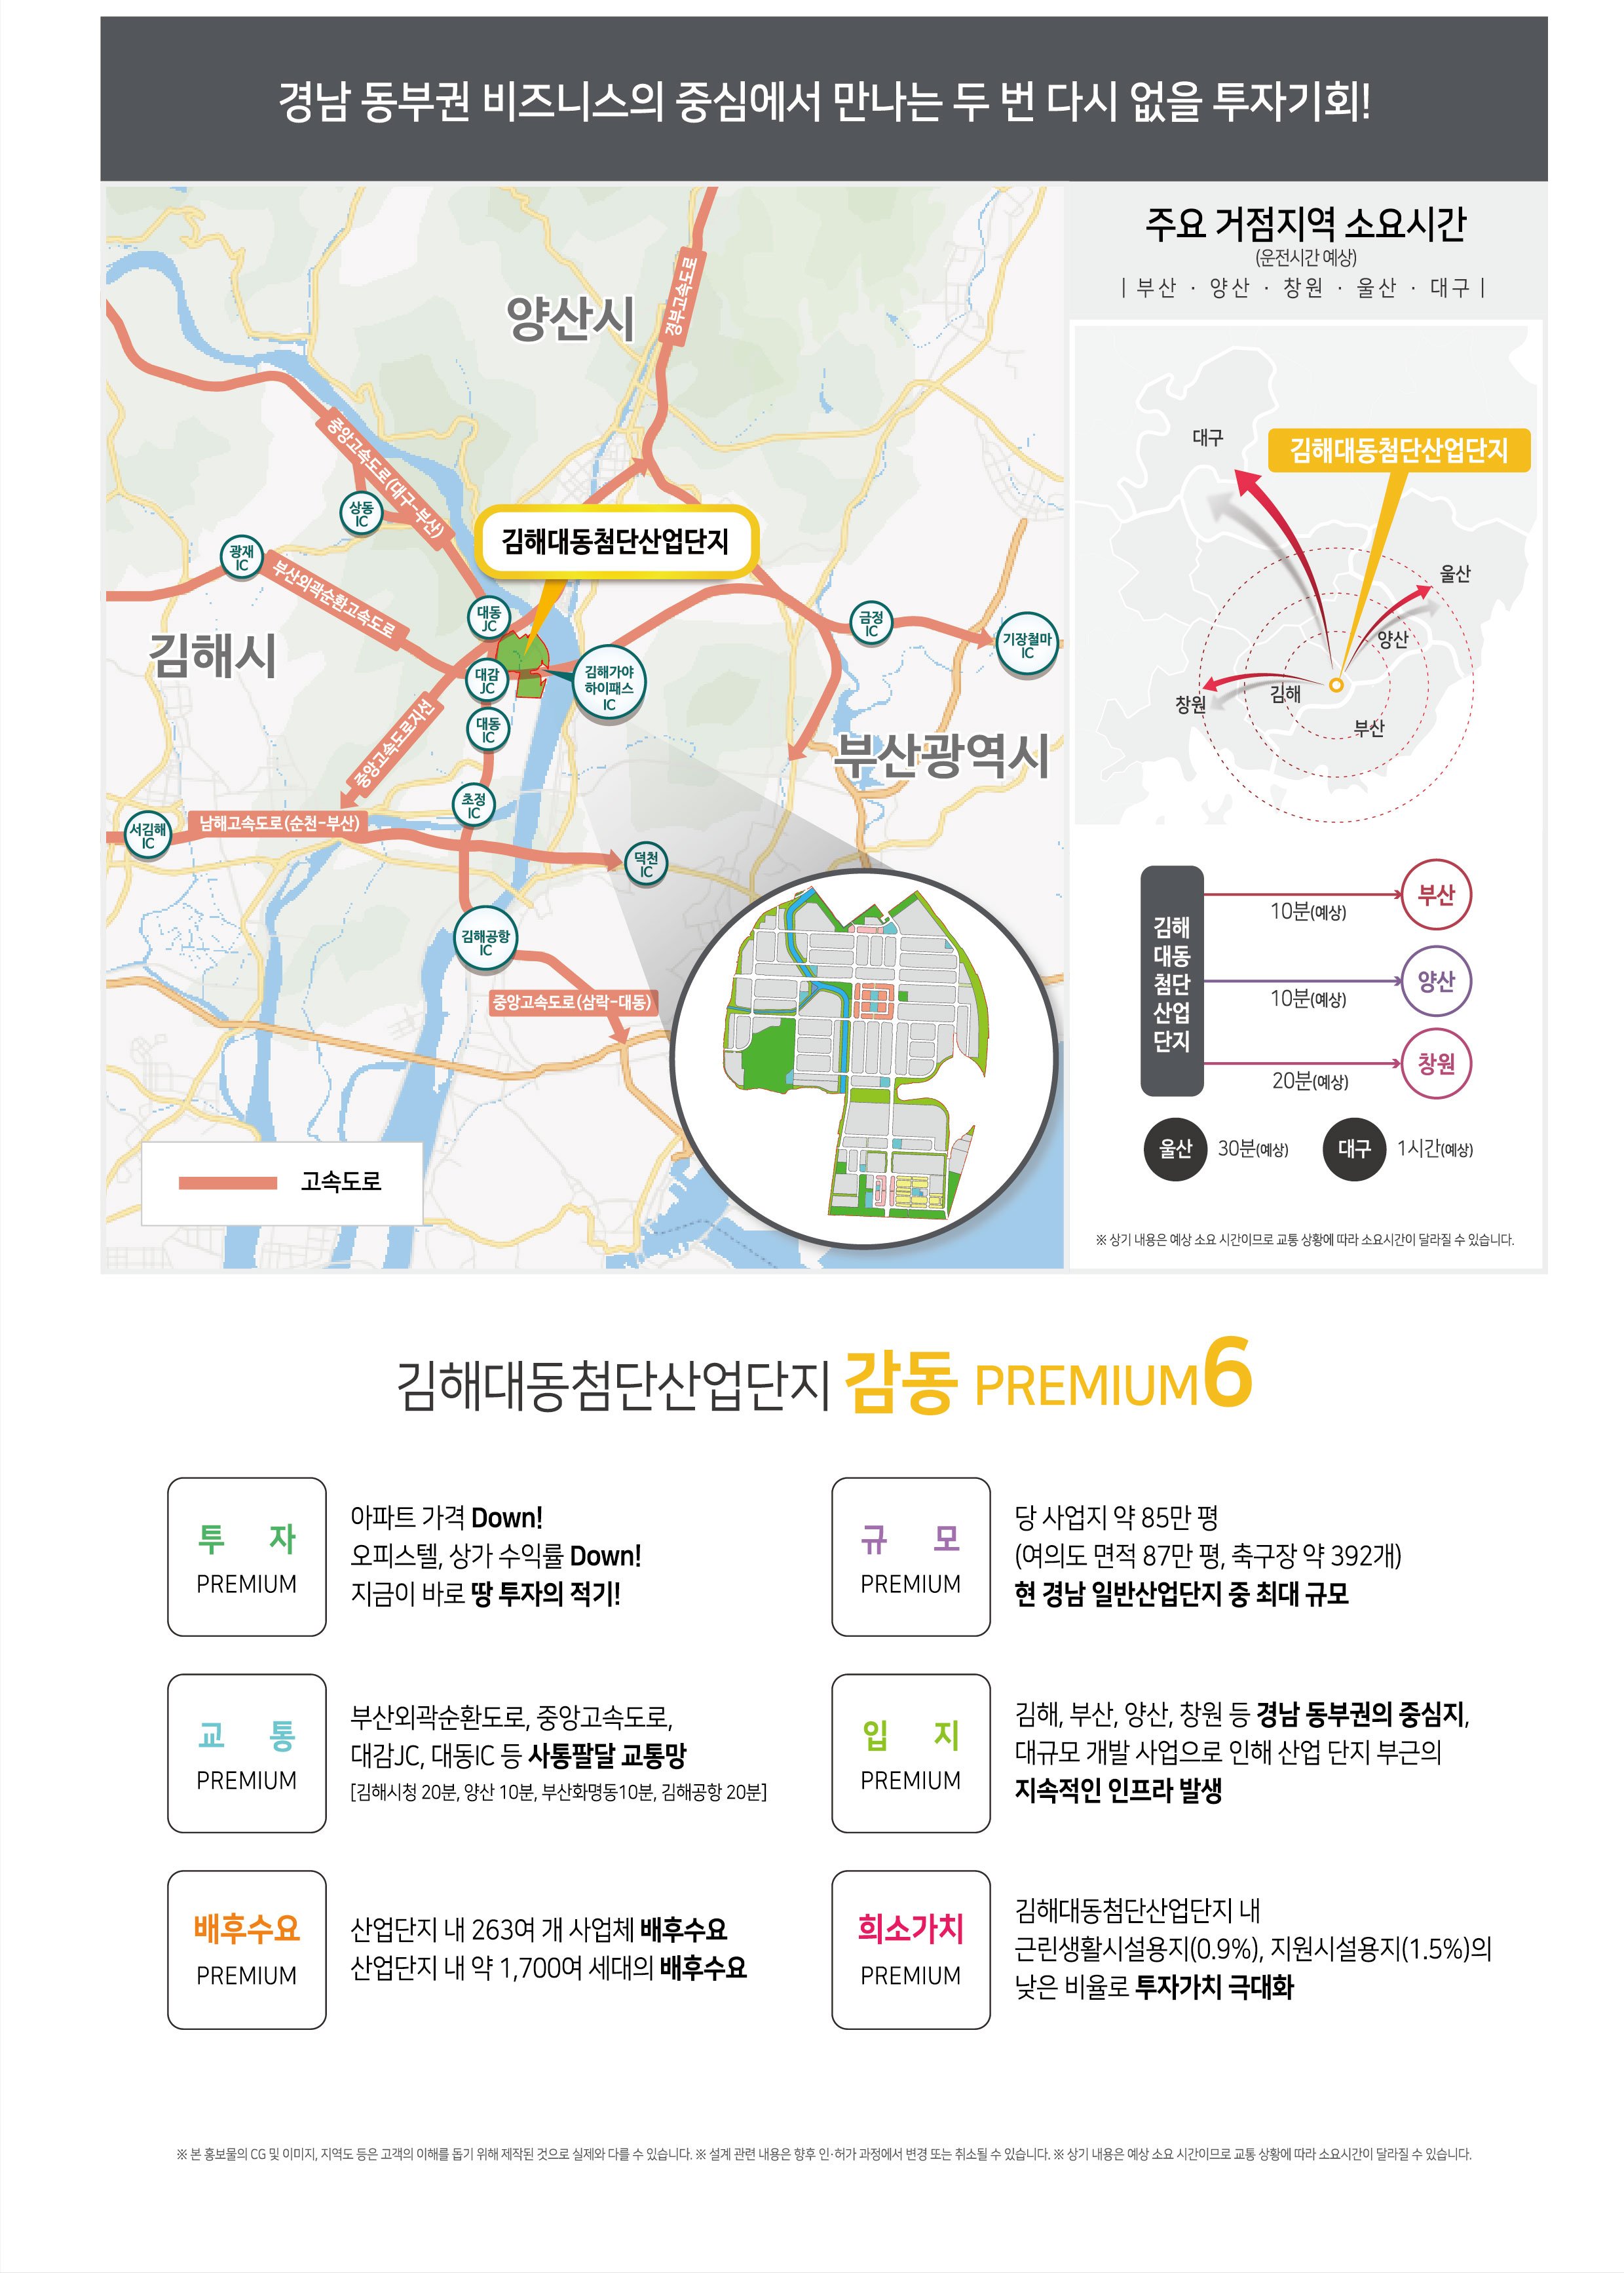 경남 동부권 비즈니스의 중심에서 만나는 두 번 다시 없을 투자기회!
양산시
경부고속도로
중앙고속도로(대구-부산)
상동
IC
광재
IC
부산외곽순환고속도로
김해대동첨단산업단지
김해시
대동
JC
대감
JC
대동
IC
김해가야
하이패스
IC
금정
IC
기장철마
IC
중앙고속도로지선
부산광역시
초정
IC
서김해
IC
남해고속도로(순천-부산)
덕천
IC
김해공항
IC
중앙고속도로(삼락-대동)
고속도로
주요 거점지역 소요시간
(운전시간 예상)
| 부산 · 양산 · 창원 · 울산 · 대구 |
대구
김해대동첨단산업단지
울산
양산
김해
창원
부산
김해
대동
첨단
산업
단지
10분(예상)
부산
10분(예상)
양산
20분(예상)
창원
울산 30분(예상) 대구 1시간(예상)
※ 상기 내용은 예상 소요 시간이므로 교통 상황에 따라 소요시간이 달라질 수 있습니다.
김해대동첨단산업단지 감동 PREMIUM6
투 자
PREMIUM
아파트 가격 Down!
오피스텔, 상가 수익률 Down!
지금이 바로 땅 투자의 적기!
규 모
PREMIUM
당 사업지 약 85만 평
(여의도 면적 87만 평, 축구장 약 392개)
현 경남 일반산업단지 중 최대 규모
교 통
PREMIUM
부산외곽순환도로, 중앙고속도로,
대감JC, 대동IC 등 사통팔달 교통망
[김해시청 20분, 양산 10분, 부산화명동10분, 김해공항 20분]
입 지
PREMIUM
김해, 부산, 양산, 창원 등 경남 동부권의 중심지,
대규모 개발 사업으로 인해 산업 단지 부근의
지속적인 인프라 발생
배후수요
PREMIUM
산업단지 내 263여 개 사업체 배후수요
산업단지 내 약 1,700여 세대의 배후수요
희소가치
PREMIUM
김해대동첨단산업단지 내
근린생활시설용지(0.9%), 지원시설용지(1.5%)의
낮은 비율로 투자가치 극대화
※ 본 홍보물의 CG 및 이미지, 지역도 등은 고객의 이해를 돕기 위해 제작된 것으로 실제와 다를 수 있습니다. ※ 설계 관련 내용은 향후 인·허가 과정에서 변경 또는 취소될 수 있습니다. ※ 상기 내용은 예상 소요 시간이므로 교통 상황에 따라 소요시간이 달라질 수 있습니다.